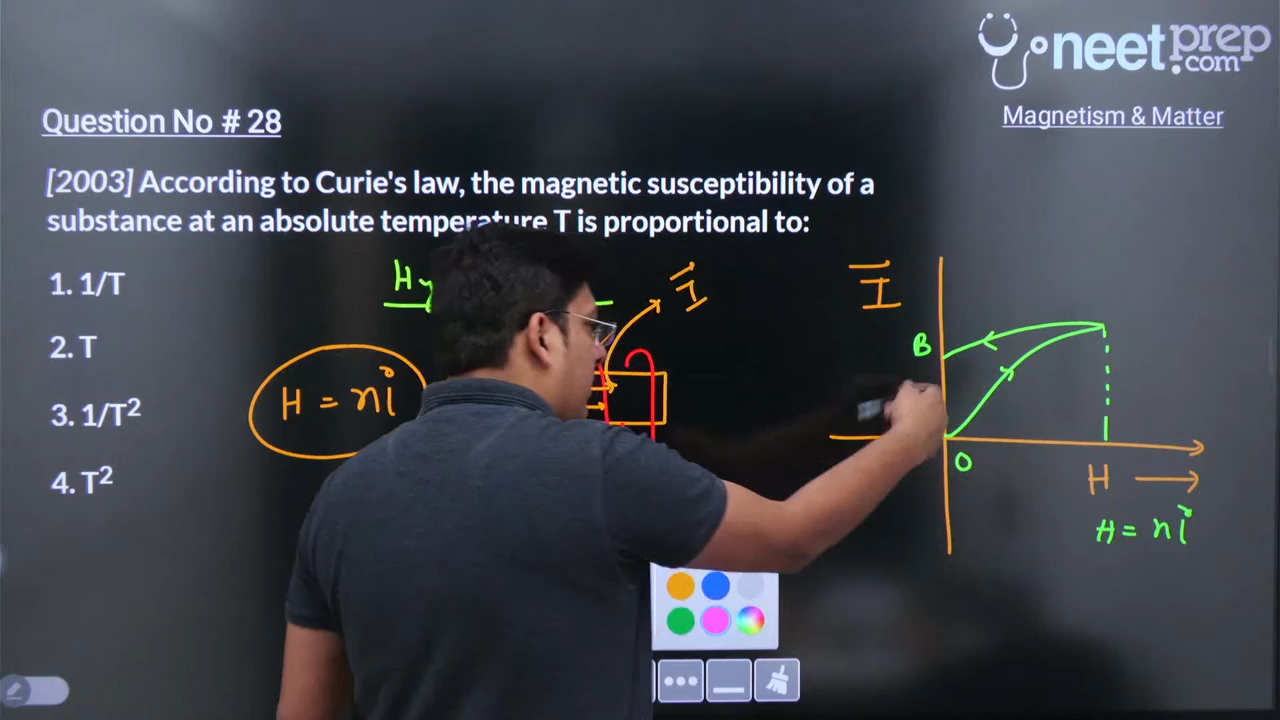 neetprep
.com
Magnetism & Matter
Question No # 28
[2003] According to Curie's law, the magnetic susceptibility of a
substance at an absolute temperature T is proportional to:
1. 1/T
2. T
3. 1/T²
4. T²
H = ni
I
I
B
O
H
H = ni